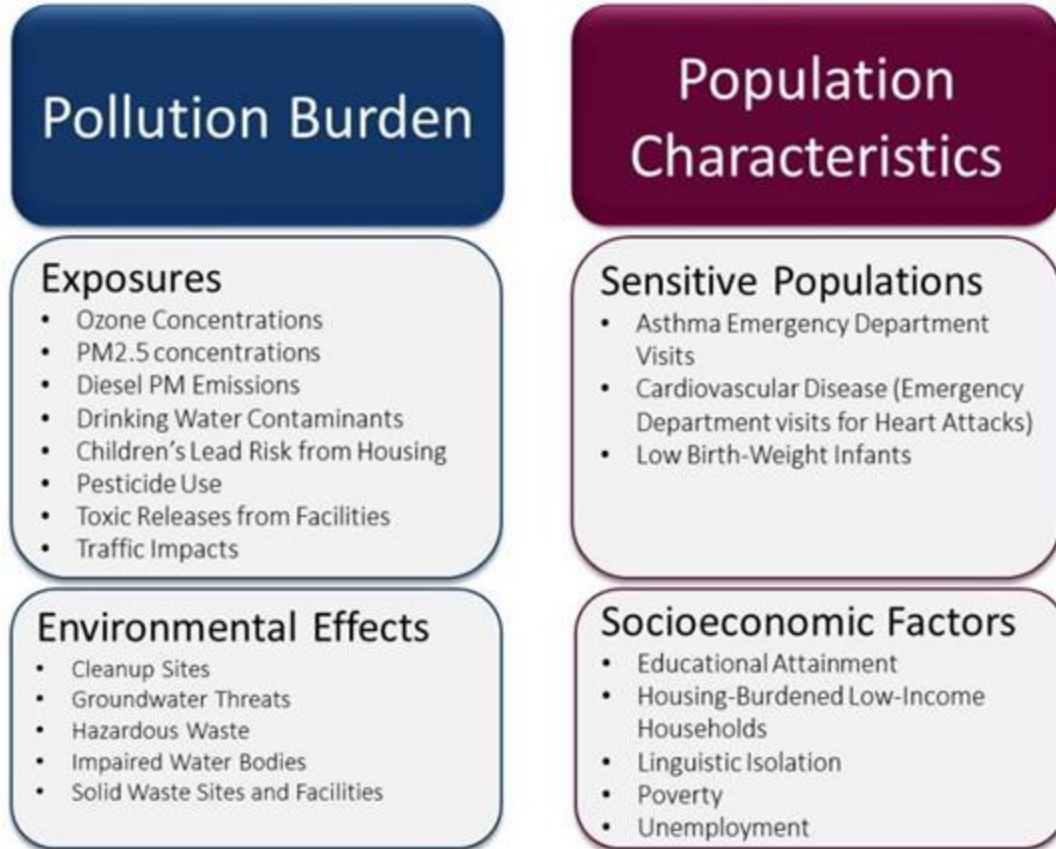 Pollution Burden
Exposures
• Ozone Concentrations
• PM2.5 concentrations
• Diesel PM Emissions
• Drinking Water Contaminants
• Children's Lead Risk from Housing
• Pesticide Use
• Toxic Releases from Facilities
• Traffic Impacts
Environmental Effects
• Cleanup Sites
• Groundwater Threats
• Hazardous Waste
• Impaired Water Bodies
• Solid Waste Sites and Facilities
Population
Characteristics
Sensitive Populations
• Asthma Emergency Department
Visits
• Cardiovascular Disease (Emergency
Department visits for Heart Attacks)
• Low Birth-Weight Infants
Socioeconomic Factors
• Educational Attainment
• Housing-Burdened Low-Income
Households
• Linguistic Isolation
• Poverty
• Unemployment